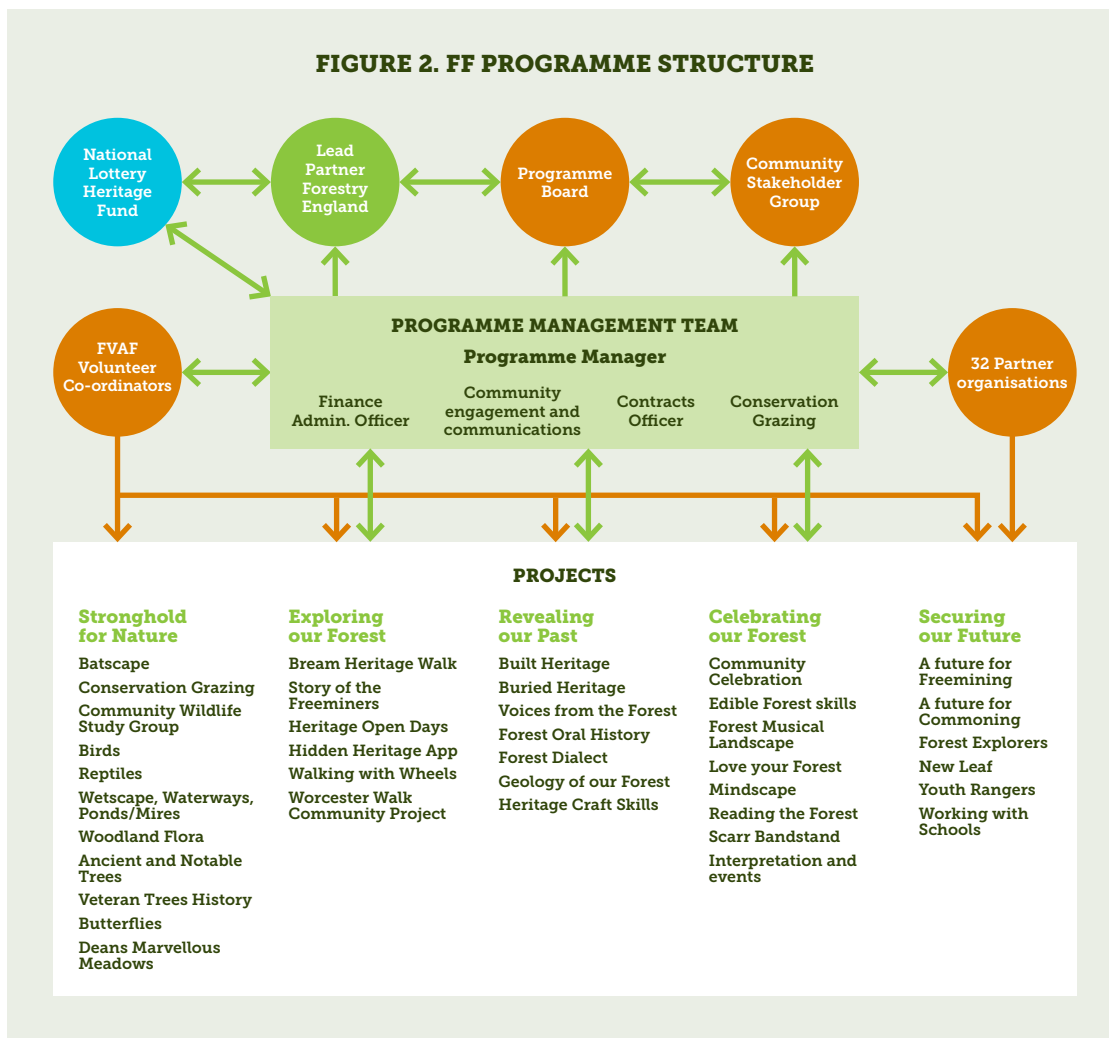 FIGURE 2. FF PROGRAMME STRUCTURE
National
Lottery
Heritage
Fund
Lead
Partner
Forestry
England
Programme
Board
Community
Stakeholder
Group
FVAF
Volunteer
Co-ordinators
PROGRAMME MANAGEMENT TEAM
Programme Manager
Finance
Admin. Officer
Community
engagement and
communications
Contracts
Officer
Conservation
Grazing
32 Partner
organisations
PROJECTS
Stronghold
for Nature
Batscape
Conservation Grazing
Community Wildlife
Study Group
Birds
Reptiles
Wetscape, Waterways,
Ponds/Mires
Woodland Flora
Ancient and Notable
Trees
Veteran Trees History
Butterflies
Deans Marvellous
Meadows
Exploring
our Forest
Bream Heritage Walk
Story of the
Freeminers
Heritage Open Days
Hidden Heritage App
Walking with Wheels
Worcester Walk
Community Project
Revealing
our Past
Built Heritage
Buried Heritage
Voices from the Forest
Forest Oral History
Forest Dialect
Geology of our Forest
Heritage Craft Skills
Celebrating
our Forest
Community
Celebration
Edible Forest skills
Forest Musical
Landscape
Love your Forest
Mindscape
Reading the Forest
Scarr Bandstand
Interpretation and
events
Securing
our Future
A future for
Freemining
A future for
Commoning
Forest Explorers
New Leaf
Youth Rangers
Working with
Schools